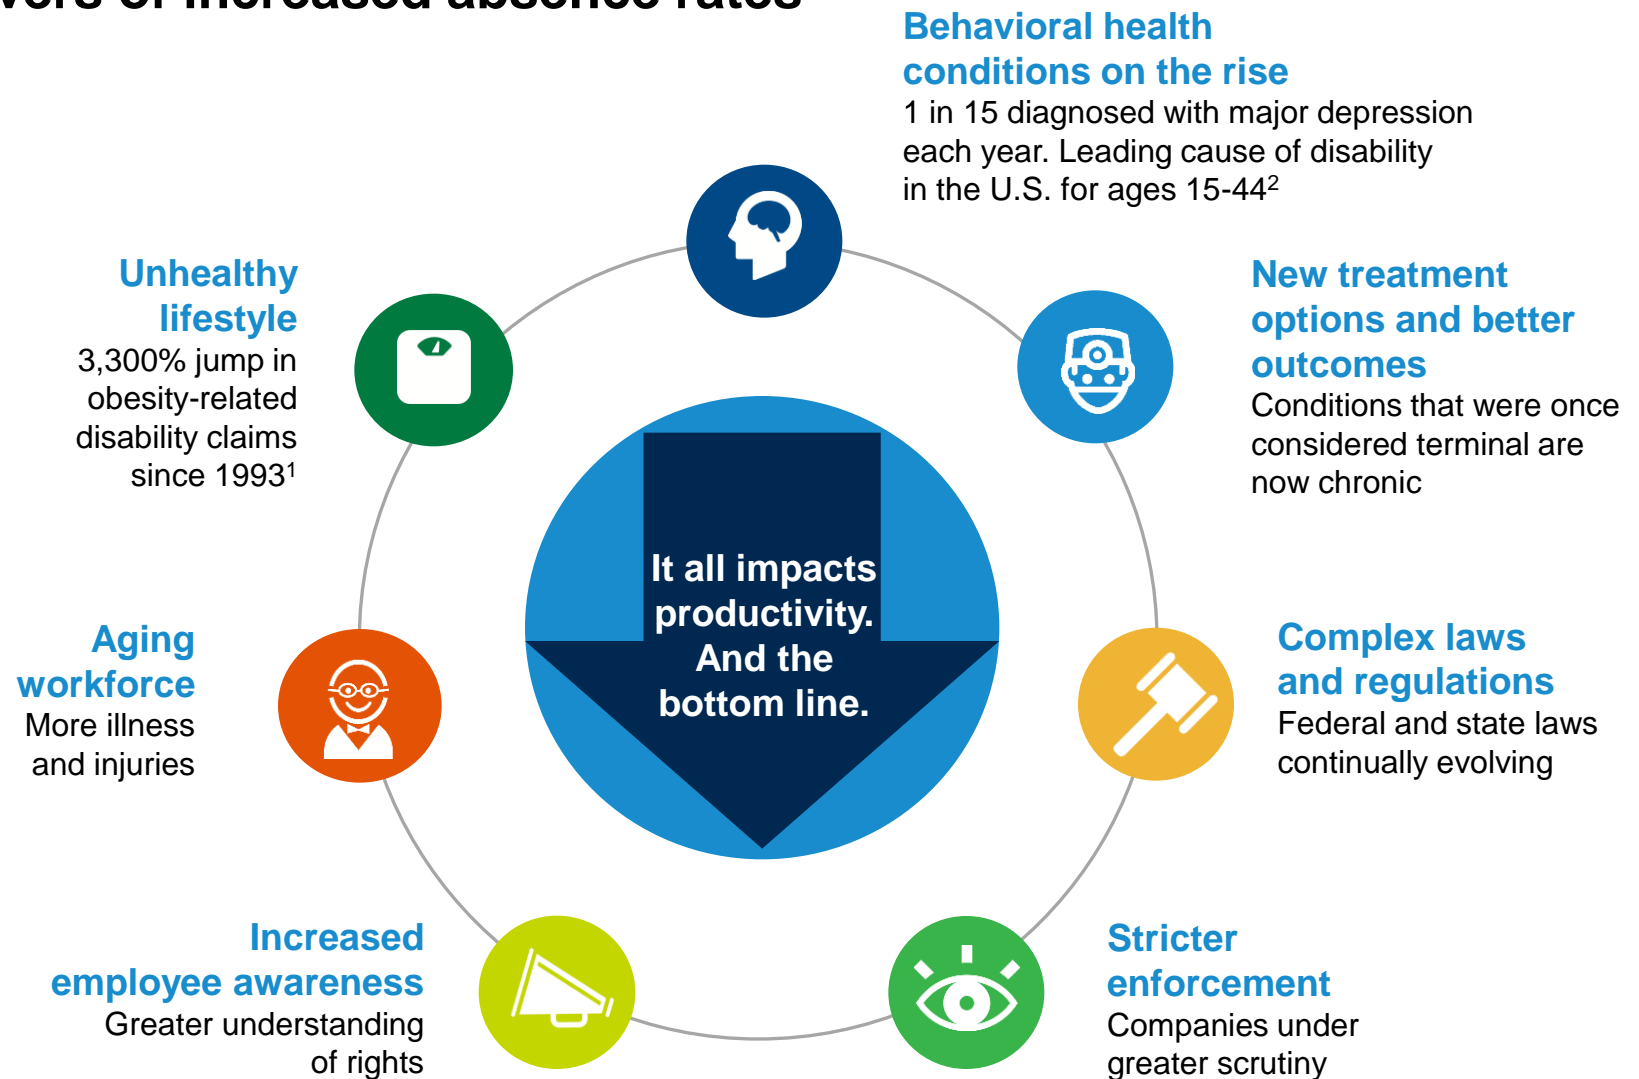 of increased absence rates
Behavioral health
conditions on the rise
1 in 15 diagnosed with major depression
each year. Leading cause of disability
in the U.S. for ages 15-44²
New treatment
options and better
outcomes
Conditions that were once
considered terminal are
now chronic
Complex laws
and regulations
Federal and state laws
continually evolving
Stricter
enforcement
Companies under
greater scrutiny
Increased
employee awareness
Greater understanding
of rights
Aging
workforce
More illness
and injuries
Unhealthy
lifestyle
3,300% jump in
obesity-related
disability claims
since 1993¹
It all impacts
productivity.
And the
bottom line.